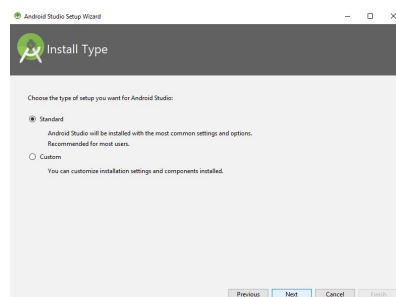 Android Studio Setup Wizard
Install Type
Choose the type of setup you want for Android Studio:
Standard
Android Studio will be installed with the most common settings and options.
Recommended for most users.
Custom
You can customize installation settings and components installed.
Previous Next Cancel Finish